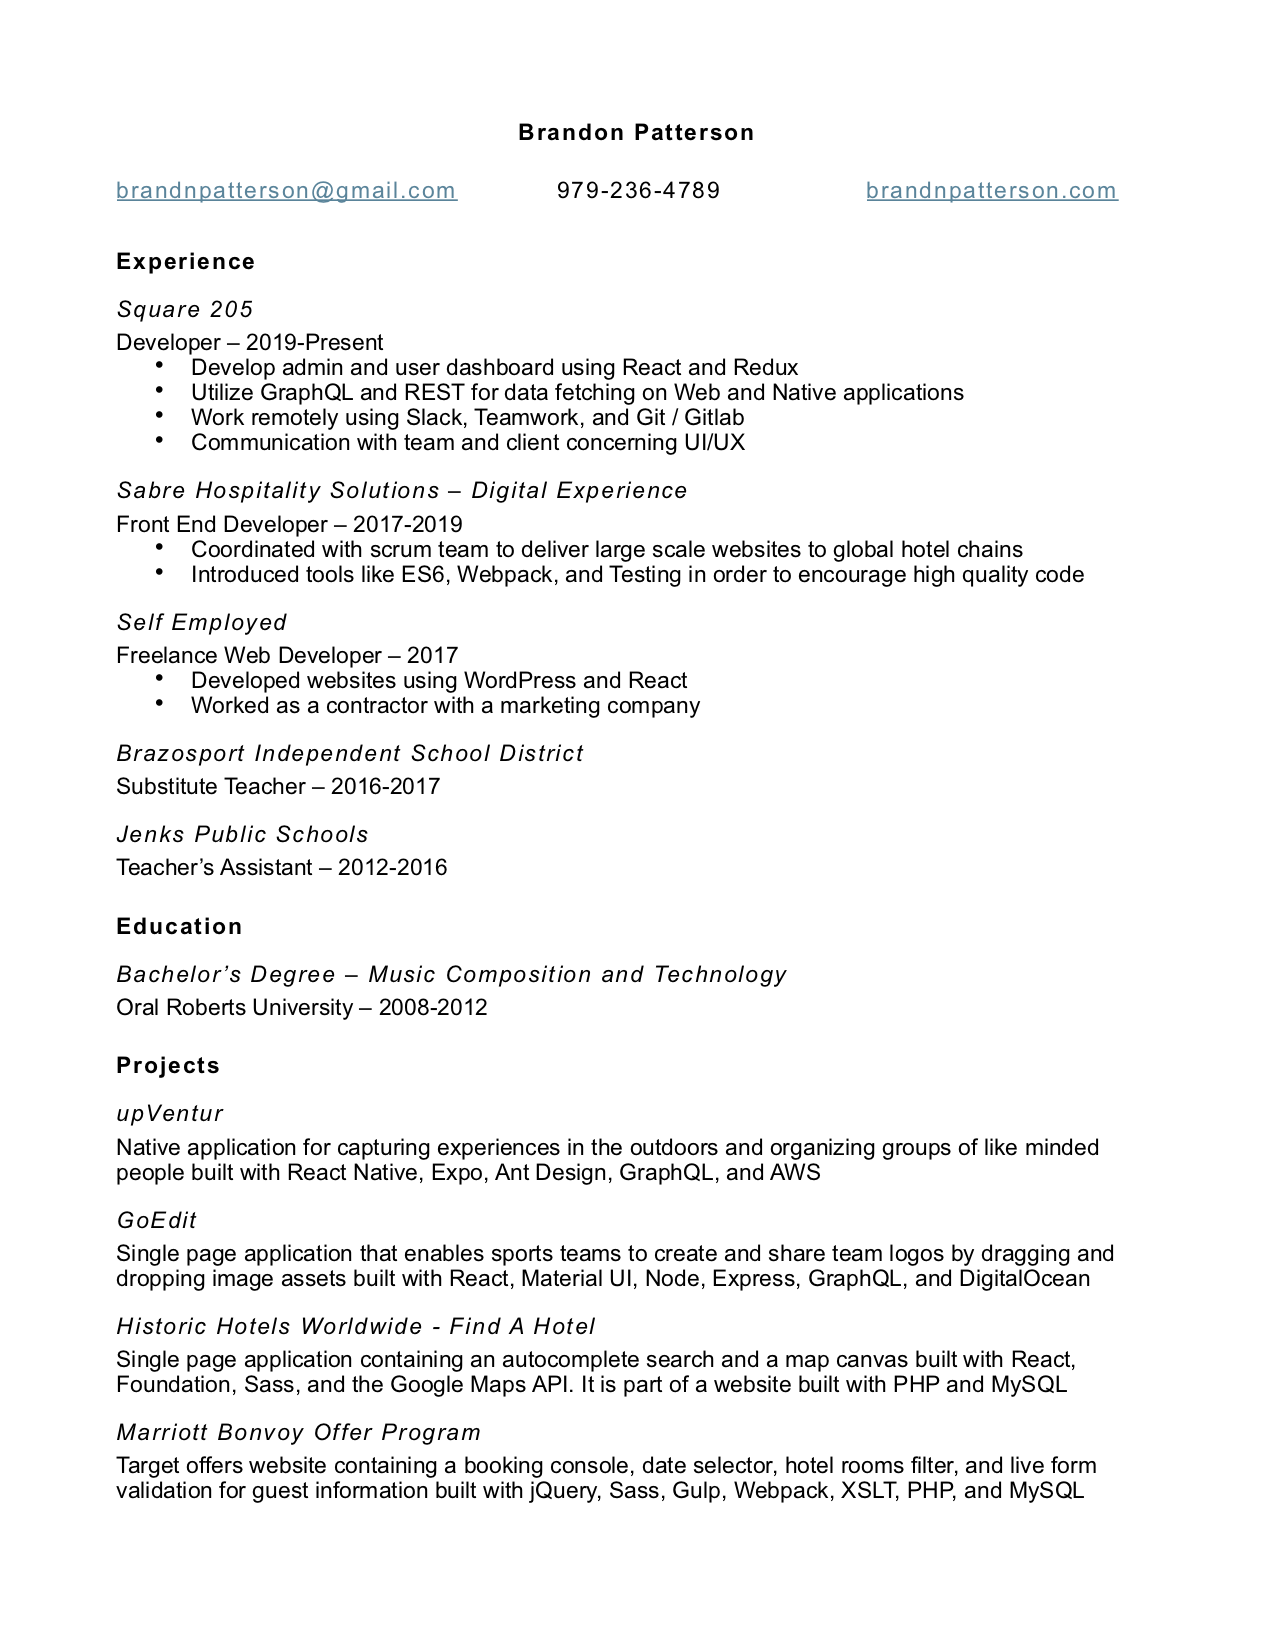 Brandon Patterson
brandnpatterson@gmail.com 979-236-4789 brandnpatterson.com
Experience
Square 205
Developer – 2019-Present
• Develop admin and user dashboard using React and Redux
• Utilize GraphQL and REST for data fetching on Web and Native applications
• Work remotely using Slack, Teamwork, and Git / Gitlab
• Communication with team and client concerning UI/UX
Sabre Hospitality Solutions – Digital Experience
Front End Developer – 2017-2019
• Coordinated with scrum team to deliver large scale websites to global hotel chains
• Introduced tools like ES6, Webpack, and Testing in order to encourage high quality code
Self Employed
Freelance Web Developer – 2017
• Developed websites using WordPress and React
• Worked as a contractor with a marketing company
Brazosport Independent School District
Substitute Teacher – 2016-2017
Jenks Public Schools
Teacher’s Assistant – 2012-2016
Education
Bachelor’s Degree – Music Composition and Technology
Oral Roberts University – 2008-2012
Projects
upVentur
Native application for capturing experiences in the outdoors and organizing groups of like minded
people built with React Native, Expo, Ant Design, GraphQL, and AWS
GoEdit
Single page application that enables sports teams to create and share team logos by dragging and
dropping image assets built with React, Material UI, Node, Express, GraphQL, and DigitalOcean
Historic Hotels Worldwide - Find A Hotel
Single page application containing an autocomplete search and a map canvas built with React,
Foundation, Sass, and the Google Maps API. It is part of a website built with PHP and MySQL
Marriott Bonvoy Offer Program
Target offers website containing a booking console, date selector, hotel rooms filter, and live form
validation for guest information built with jQuery, Sass, Gulp, Webpack, XSLT, PHP, and MySQL